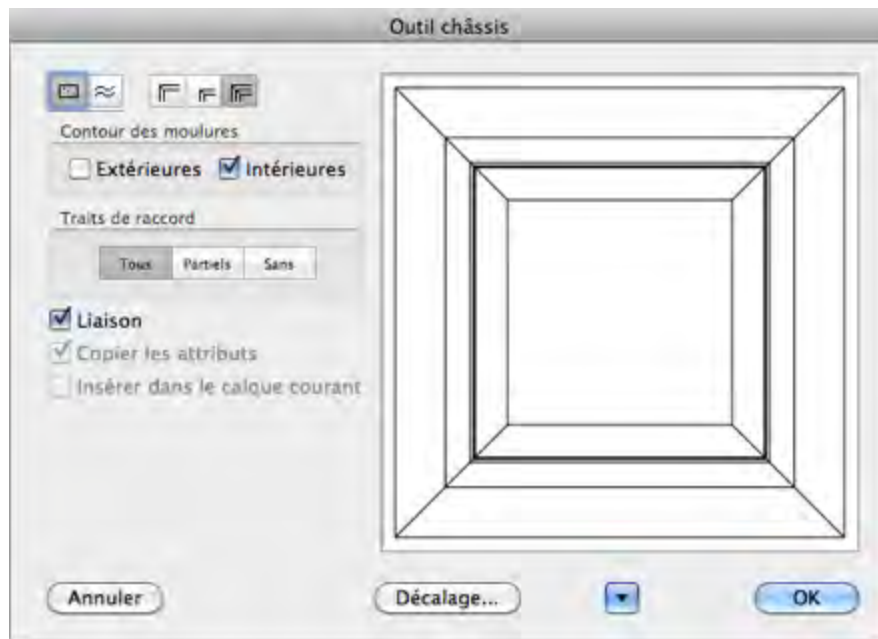 Outil châssis
Contour des moulures
Extérieures Intérieures
Traits de raccord
Tous Partiels Sans
Liaison
Copier les attributs
Insérer dans le calque courant
Annuler Décalage... OK